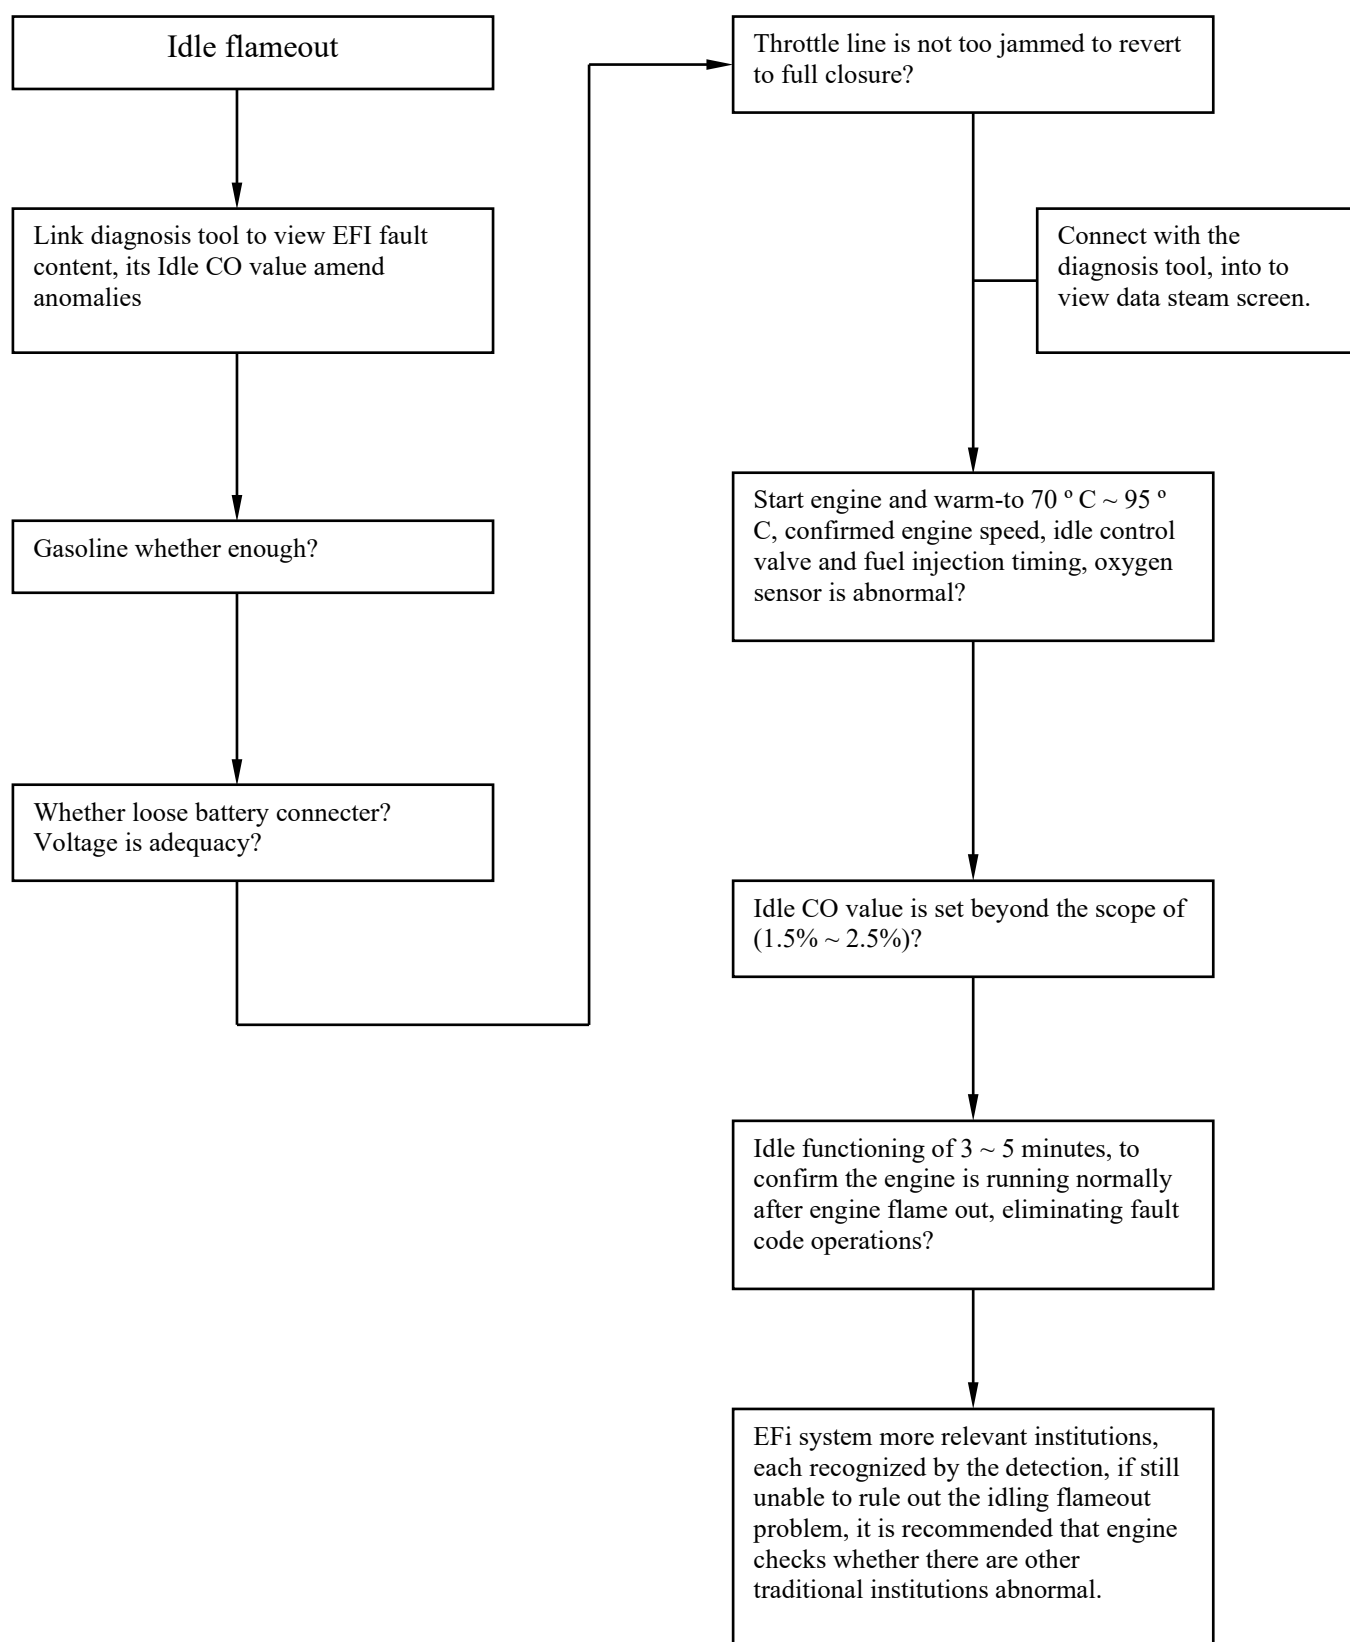 Idle flameout
Link diagnosis tool to view EFI fault
content, its Idle CO value amend
anomalies
Gasoline whether enough?
Whether loose battery connecter?
Voltage is adequacy?
Throttle line is not too jammed to revert
to full closure?
Connect with the
diagnosis tool, into to
view data steam screen.
Start engine and warm-to 70 º C ~ 95 º
C, confirmed engine speed, idle control
valve and fuel injection timing, oxygen
sensor is abnormal?
Idle CO value is set beyond the scope of
(1.5% ~ 2.5%)?
Idle functioning of 3 ~ 5 minutes, to
confirm the engine is running normally
after engine flame out, eliminating fault
code operations?
EFi system more relevant institutions,
each recognized by the detection, if still
unable to rule out the idling flameout
problem, it is recommended that engine
checks whether there are other
traditional institutions abnormal.